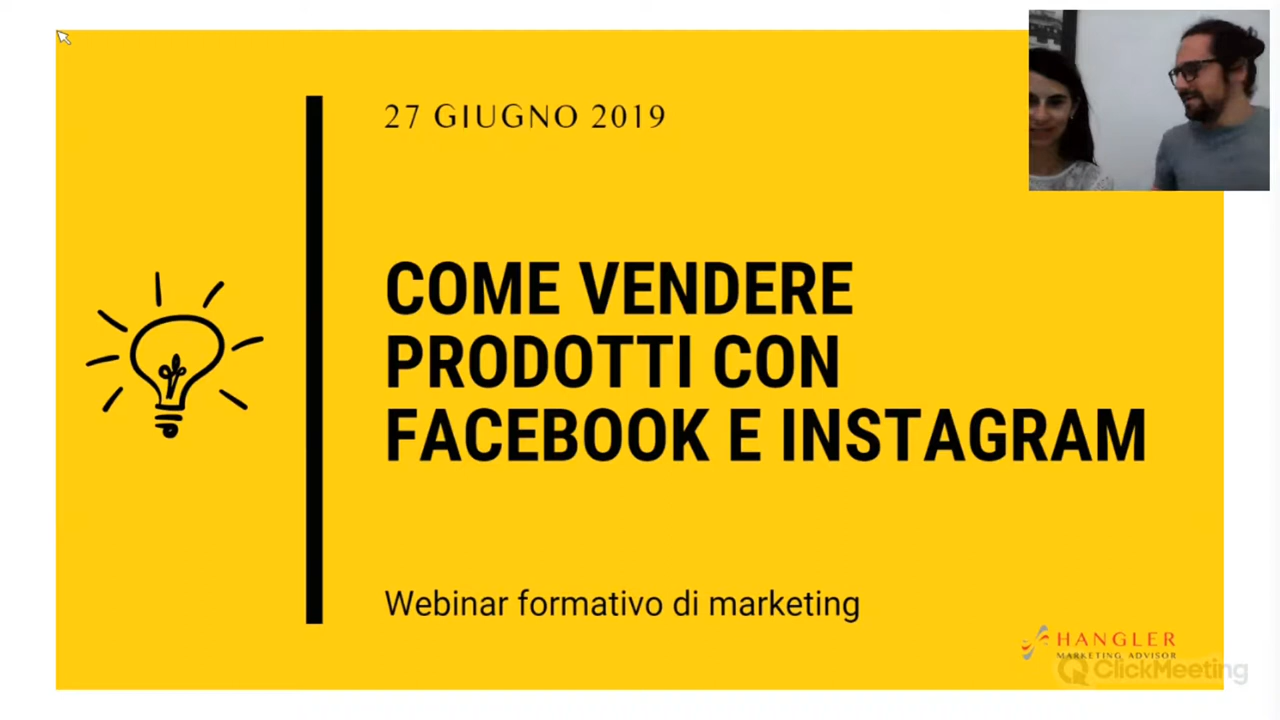 27 GIUGNO 2019
COME VENDERE
PRODOTTI CON
FACEBOOK E INSTAGRAM
Webinar formativo di marketing
HANGLER
MARKETING ADVISOR
ClickMeeting